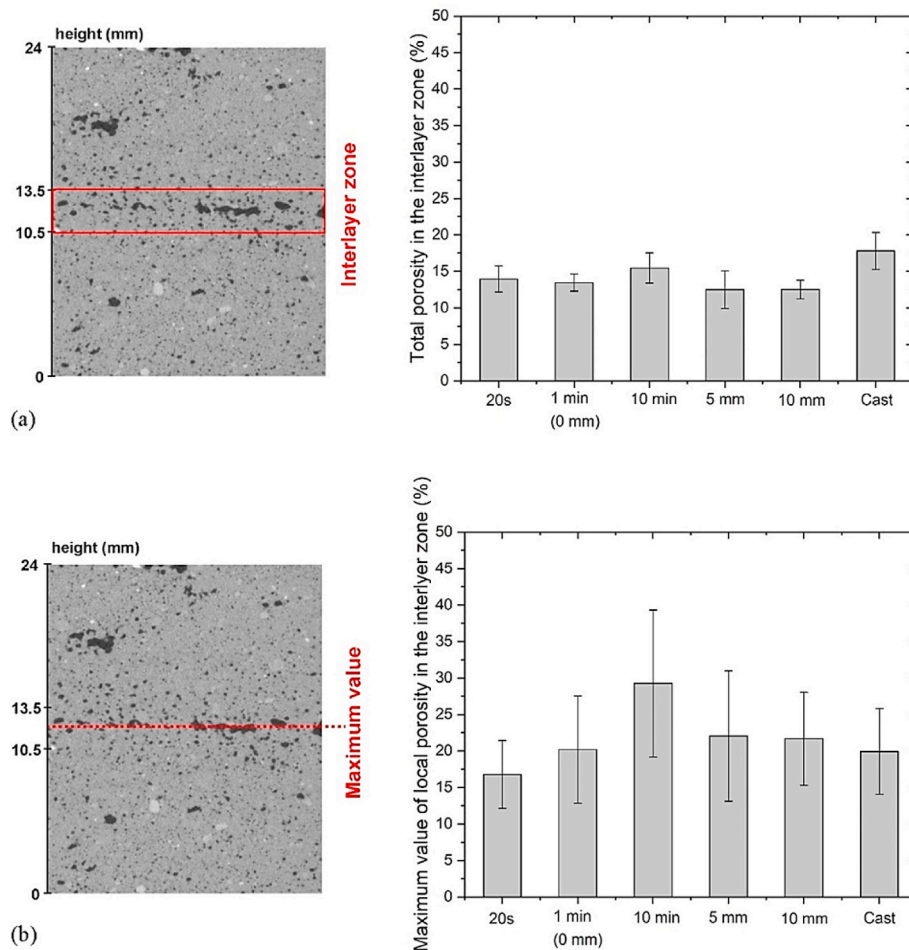 height (mm)
24
13.5
10.5
0
Interlayer zone
(a)
Total porosity in the interlayer zone (%)
50
45
40
35
30
25
20
15
10
5
0
20s
1 min
(0 mm)
10 min
5 mm
10 mm
Cast
height (mm)
24
13.5
10.5
0
Maximum value
(b)
Maximum value of local porosity in the interlyer zone (%)
50
45
40
35
30
25
20
15
10
5
0
20s
1 min
(0 mm)
10 min
5 mm
10 mm
Cast